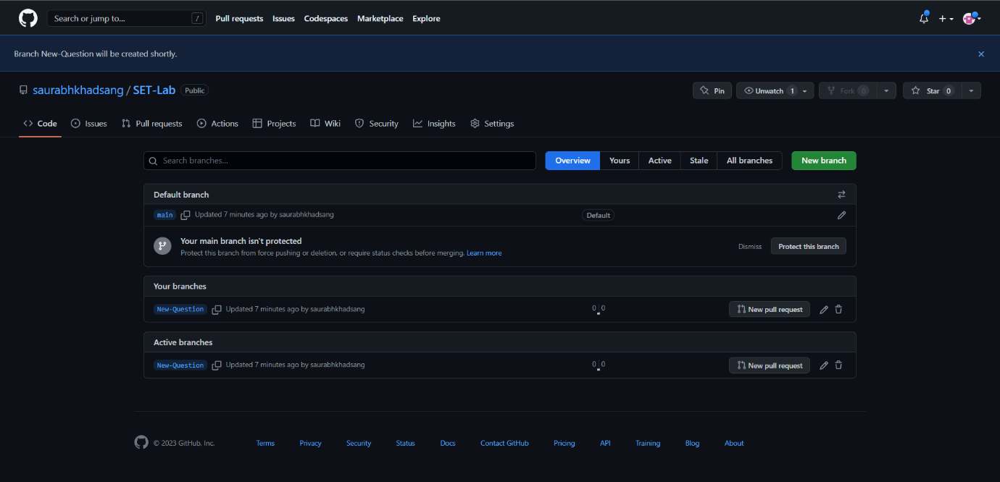 Search or jump to... / Pull requests Issues Codespaces Marketplace Explore
Branch New-Question will be created shortly.
saurabhkhadsang / SET-Lab Public Pin Unwatch 1 Fork 0 Star 0
Code Issues Pull requests Actions Projects Wiki Security Insights Settings
Search branches... Overview Yours Active Stale All branches New branch
Default branch
main Updated 7 minutes ago by saurabhkhadsang Default
Your main branch isn't protected
Protect this branch from force pushing or deletion, or require status checks before merging. Learn more Dismiss Protect this branch
Your branches
New-Question Updated 7 minutes ago by saurabhkhadsang 0 0 New pull request
Active branches
New-Question Updated 7 minutes ago by saurabhkhadsang 0 0 New pull request
© 2023 GitHub, Inc. Terms Privacy Security Status Docs Contact GitHub Pricing API Training Blog About